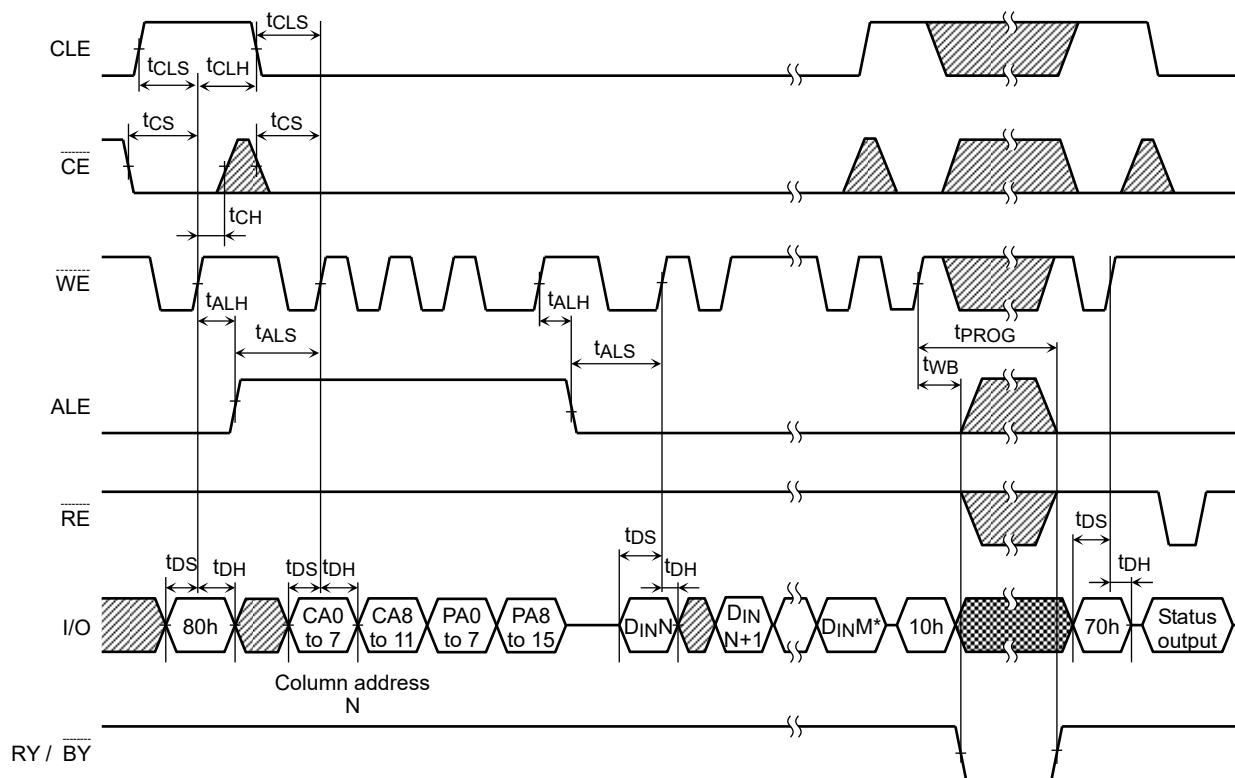 tCLS
CLE
tCLS tCLH
tCS tCS
CE
tCH
WE
tALH tALH
tALS tALS
tPROG
tWB
ALE
RE
tDS
tDS tDH tDS tDH tDS tDH tDH
I/O 80h CA0 to 7 CA8 to 11 PA0 to 7 PA8 to 15 DINN DIN N+1 DINM* 10h 70h Status output
Column address
N
RY / BY